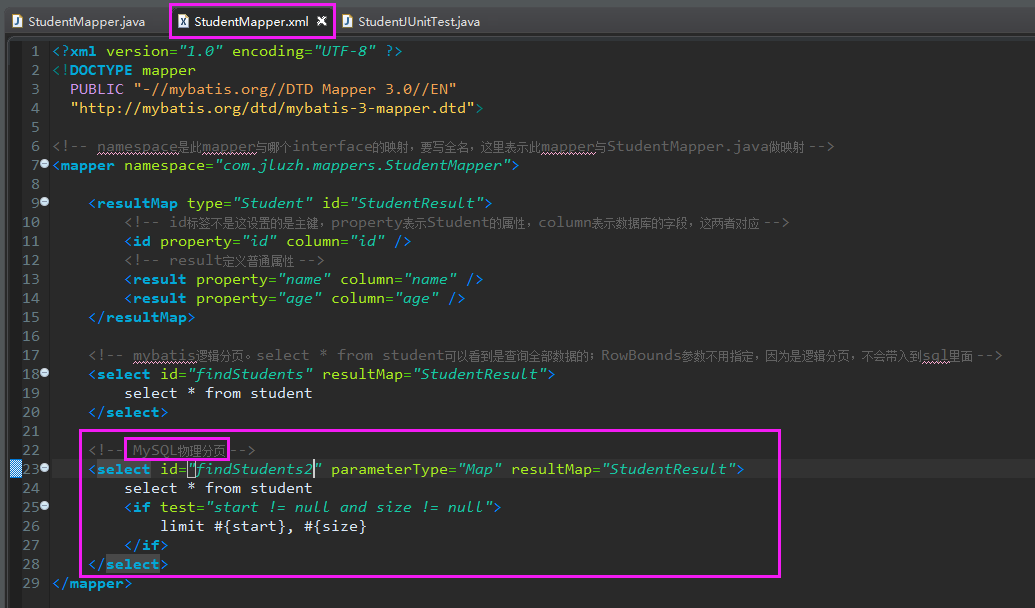 StudentMapper.java StudentMapper.xml StudentJUnitTest.java
1 <?xml version="1.0" encoding="UTF-8" ?>
2 <!DOCTYPE mapper
3 PUBLIC "-//mybatis.org//DTD Mapper 3.0//EN"
4 "http://mybatis.org/dtd/mybatis-3-mapper.dtd">
5
6 <!-- namespace是此mapper与哪个interface的映射，要写全名，这里表示此mapper与StudentMapper.java做映射 -->
7 <mapper namespace="com.jluzh.mappers.StudentMapper">
8
9 <resultMap type="Student" id="StudentResult">
10 <!-- id标签不是这设置的是主键，property表示Student的属性，column表示数据库的字段，这两者对应 -->
11 <id property="id" column="id" />
12 <!-- result定义普通属性 -->
13 <result property="name" column="name" />
14 <result property="age" column="age" />
15 </resultMap>
16
17 <!-- mybatis逻辑分页。select * from student可以看到是查询全部数据的；RowBounds参数不用指定，因为是逻辑分页，不会带入到sql里面 -->
18 <select id="findStudents" resultMap="StudentResult">
19 select * from student
20 </select>
21
22 <!-- MySQL物理分页 -->
23 <select id="findStudents2" parameterType="Map" resultMap="StudentResult">
24 select * from student
25 <if test="start != null and size != null">
26 limit #{start}, #{size}
27 </if>
28 </select>
29 </mapper>